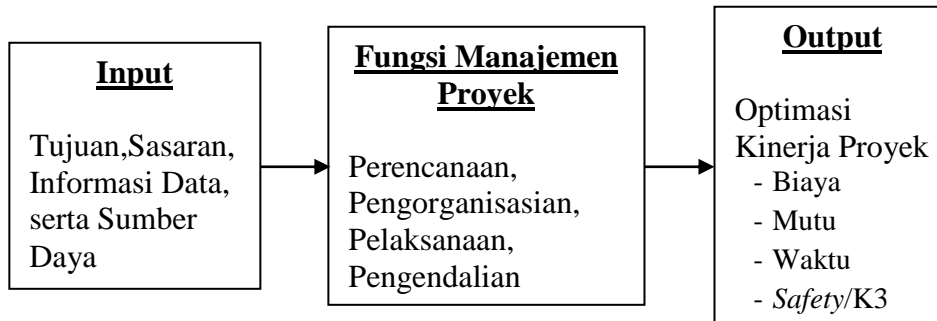 Input
Tujuan,Sasaran,
Informasi Data,
serta Sumber
Daya
Fungsi Manajemen
Proyek
Perencanaan,
Pengorganisasian,
Pelaksanaan,
Pengendalian
Output
Optimasi
Kinerja Proyek
- Biaya
- Mutu
- Waktu
- Safety/K3